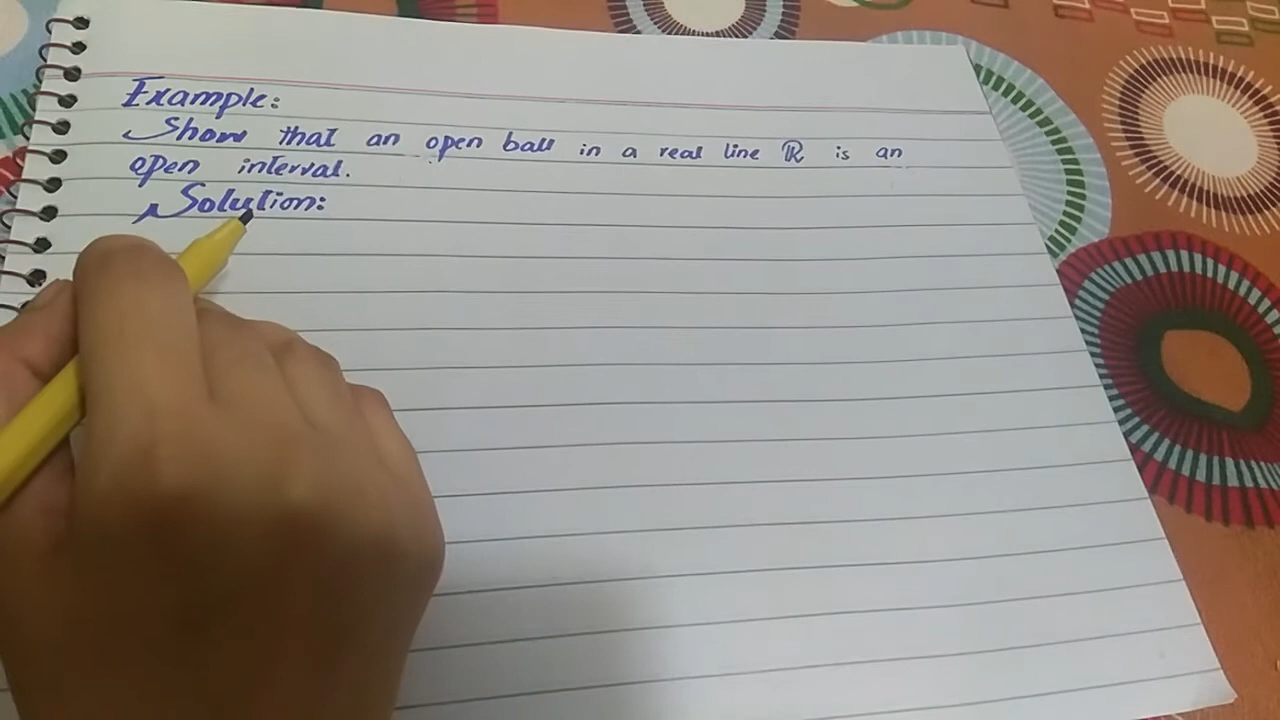 Example:
Show that an open ball in a real line ℝ is an
open interval.
Solution: